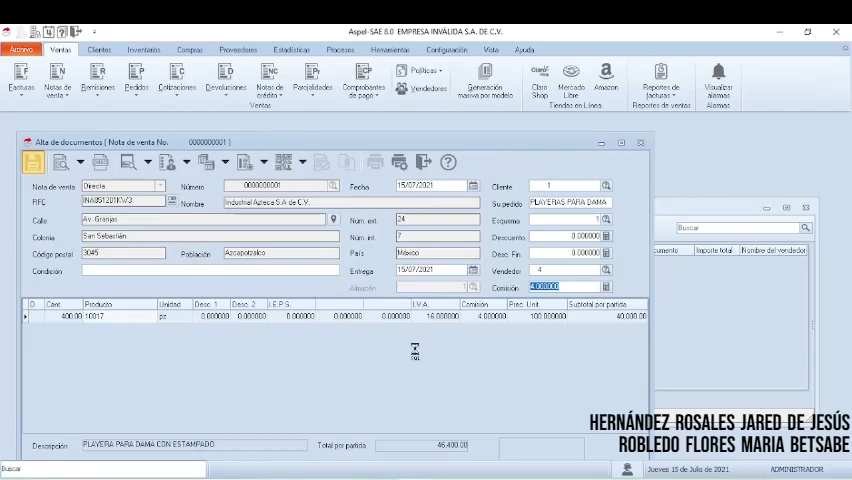 Aspel-SAE 8.0 EMPRESA INVÁLIDA S.A. DE C.V.
Archivo Ventas Clientes Inventarios Compras Proveedores Estadísticas Procesos Herramientas Configuración Vista Ayuda
Facturas Notas de venta Remisiones Pedidos Cotizaciones Devoluciones Notas de crédito Parcialidades Comprobantes de pago Políticas Vendedores Generación masiva por modelo Claro Shop Mercado Libre Amazon Reportes de facturas Visualizar alarmas
Ventas Tiendas en Línea Reportes de ventas Alarmas
Alta de documentos [ Nota de venta No. 0000000001 ]
Nota de venta Directa Número 0000000001 Fecha 15/07/2021 Cliente 1
RFC INA851201KW3 Nombre Industrial Azteca S.A de C.V. Su pedido PLAYERAS PARA DAMA
Calle Av. Granjas Núm. ext. 24 Esquema 1
Colonia San Sebastián Núm. int. 7 Descuento 0.000000
Código postal 3045 Población Azcapotzalco País México Desc. Fin. 0.000000
Condición Entrega 15/07/2021 Vendedor 4
Almacén 1 Comisión 4.000000
Buscar
documento Importe total Nombre del vendedor
O Cant. Producto Unidad Desc. 1 Desc. 2 I.E.P.S. I.V.A. Comisión Prec. Unit. Subtotal por partida
400.00 10017 pz 0.000000 0.000000 0.000000 0.000000 0.000000 16.000000 4.000000 100.000000 40,000.00
Descripción PLAYERA PARA DAMA CON ESTAMPADO Total por partida 46,400.00
HERNÁNDEZ ROSALES JARED DE JESÚS
ROBLEDO FLORES MARIA BETSABE
Buscar Jueves 15 de Julio de 2021 ADMINISTRADOR